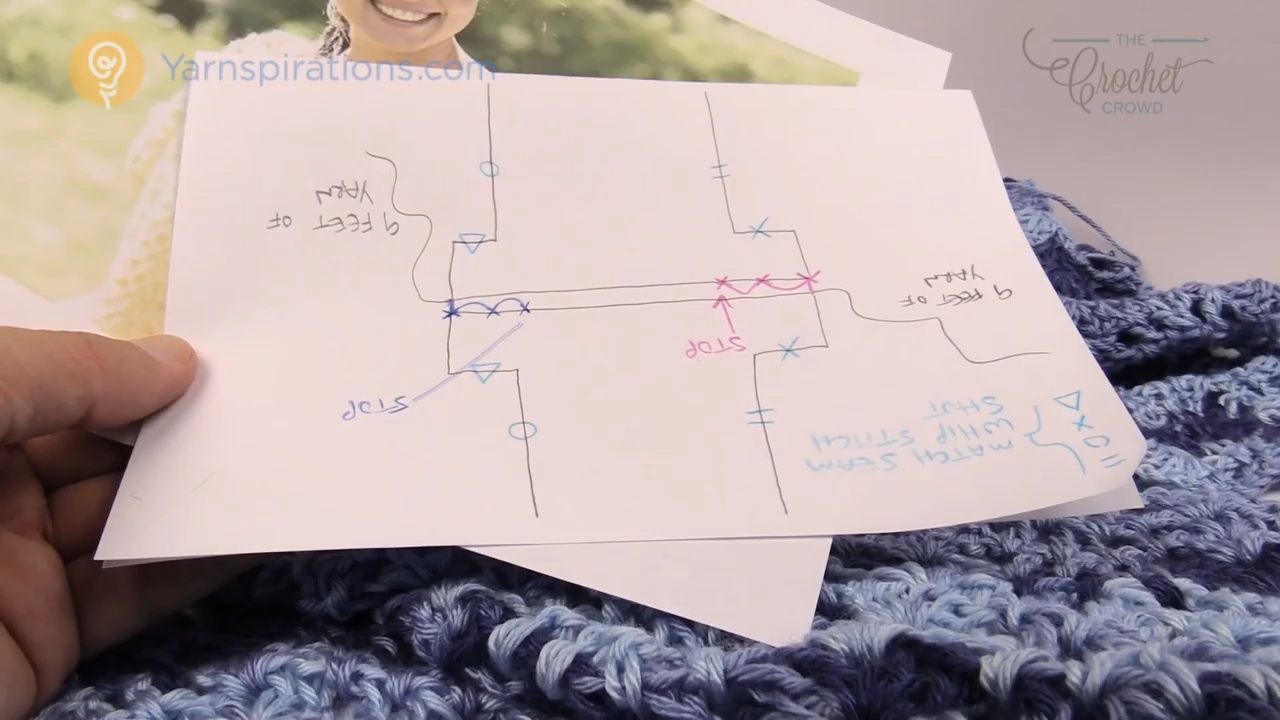 Yarnspirations.com
THE
Crochet
CROWD
9 FEET OF
YARN
9 FEET OF
YARN
STOP
STOP
MATCH SEAM
WHIP STITCH
SHUT